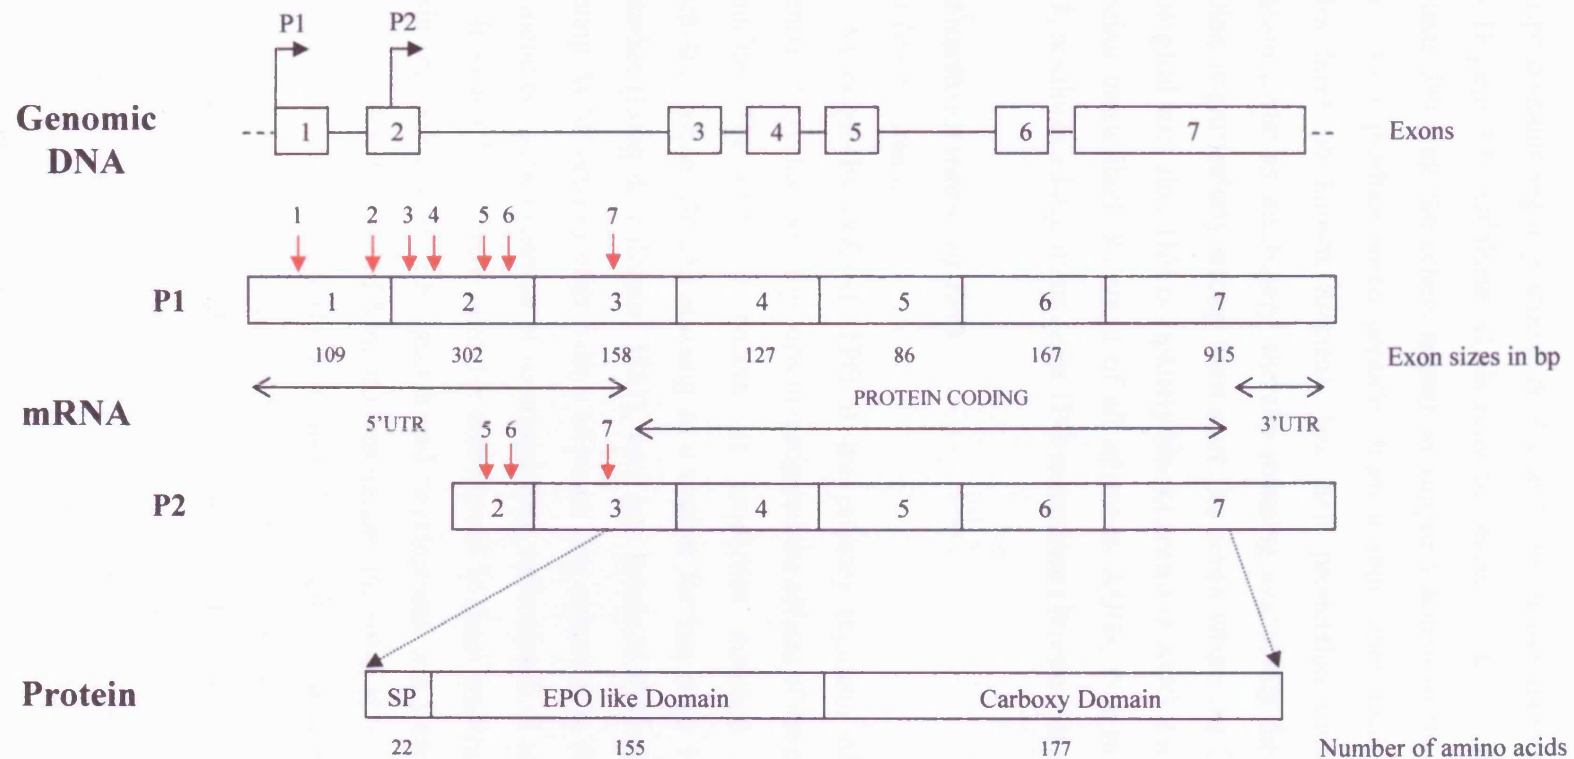 P1 P2
Genomic DNA
1 2 3 4 5 6 7 Exons
1 2 3 4 5 6 7
P1 1 2 3 4 5 6 7
109 302 158 127 86 167 915 Exon sizes in bp
mRNA
5'UTR PROTEIN CODING 3'UTR
5 6 7
P2 2 3 4 5 6 7
Protein SP EPO like Domain Carboxy Domain
22 155 177 Number of amino acids